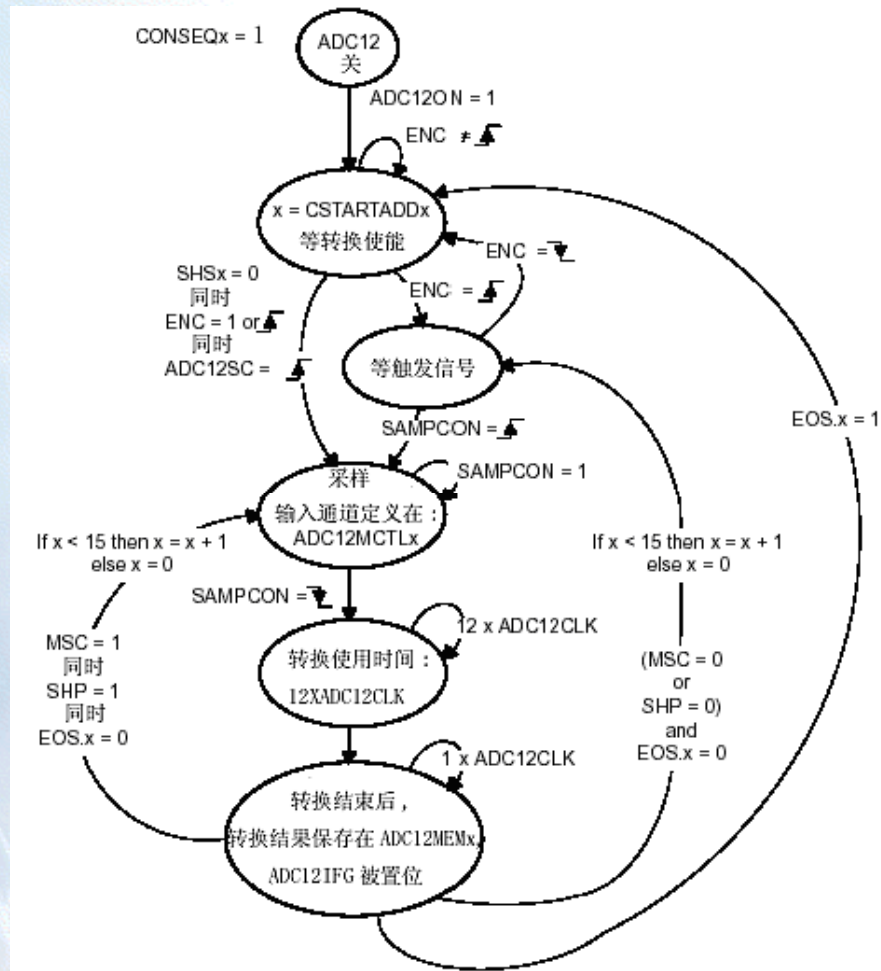 CONSEQx = 1
ADC12
关
ADC12ON = 1
ENC ≠
x = CSTARTADDx
等转换使能
ENC =
SHSx = 0
同时
ENC = 1 or
同时
ADC12SC =
ENC =
等触发信号
EOS.x = 1
SAMPCON =
SAMPCON = 1
采样
输入通道定义在：
ADC12MCTLx
If x < 15 then x = x + 1
else x = 0
If x < 15 then x = x + 1
else x = 0
SAMPCON =
12 x ADC12CLK
MSC = 1
同时
SHP = 1
同时
EOS.x = 0
转换使用时间：
12XADC12CLK
(MSC = 0
or
SHP = 0)
and
EOS.x = 0
1 x ADC12CLK
转换结束后，
转换结果保存在 ADC12MEMx,
ADC12IFG 被置位